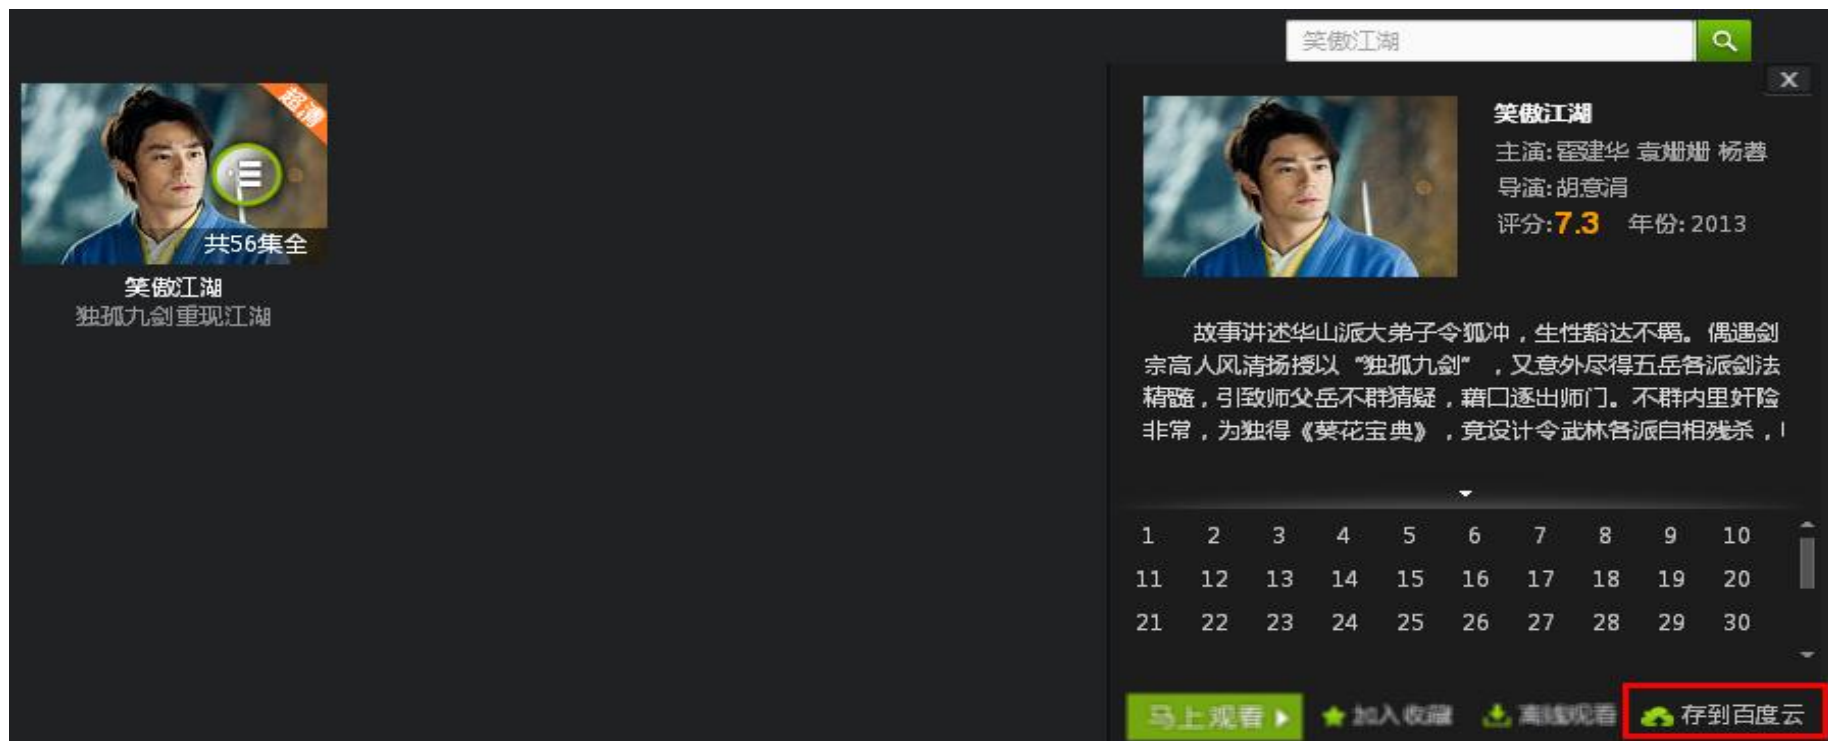 笑傲江湖
超清
共56集全
笑傲江湖
独孤九剑重现江湖
X
笑傲江湖
主演:霍建华 袁姗姗 杨蓉
导演:胡意涓
评分:7.3 年份:2013
故事讲述华山派大弟子令狐冲，生性豁达不羁。偶遇剑
宗高人风清扬授以“独孤九剑”，又意外尽得五岳各派剑法
精髓，引致师父岳不群猜疑，藉口逐出师门。不群内里奸险
非常，为独得《葵花宝典》，竟设计令武林各派自相残杀，
1 2 3 4 5 6 7 8 9 10
11 12 13 14 15 16 17 18 19 20
21 22 23 24 25 26 27 28 29 30
马上观看 加入收藏 离线观看 存到百度云